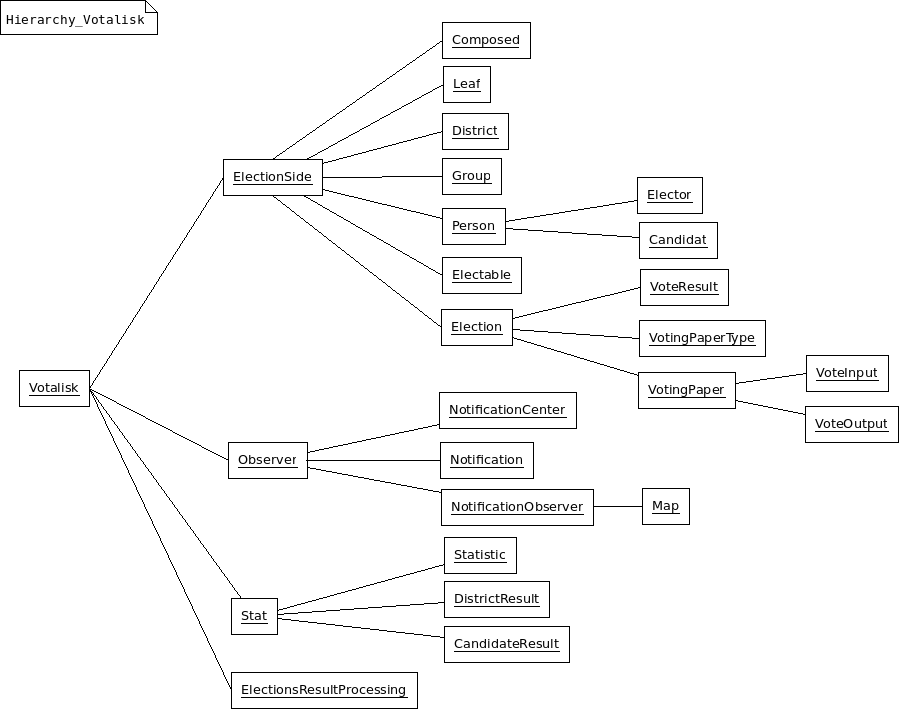 Hierarchy_Votalisk
Composed
Leaf
District
ElectionSide
Group
Elector
Person
Candidat
Electable
VoteResult
Election
VotingPaperType
VoteInput
Votalisk
VotingPaper
NotificationCenter
VoteOutput
Observer
Notification
NotificationObserver
Map
Statistic
DistrictResult
Stat
CandidateResult
ElectionsResultProcessing